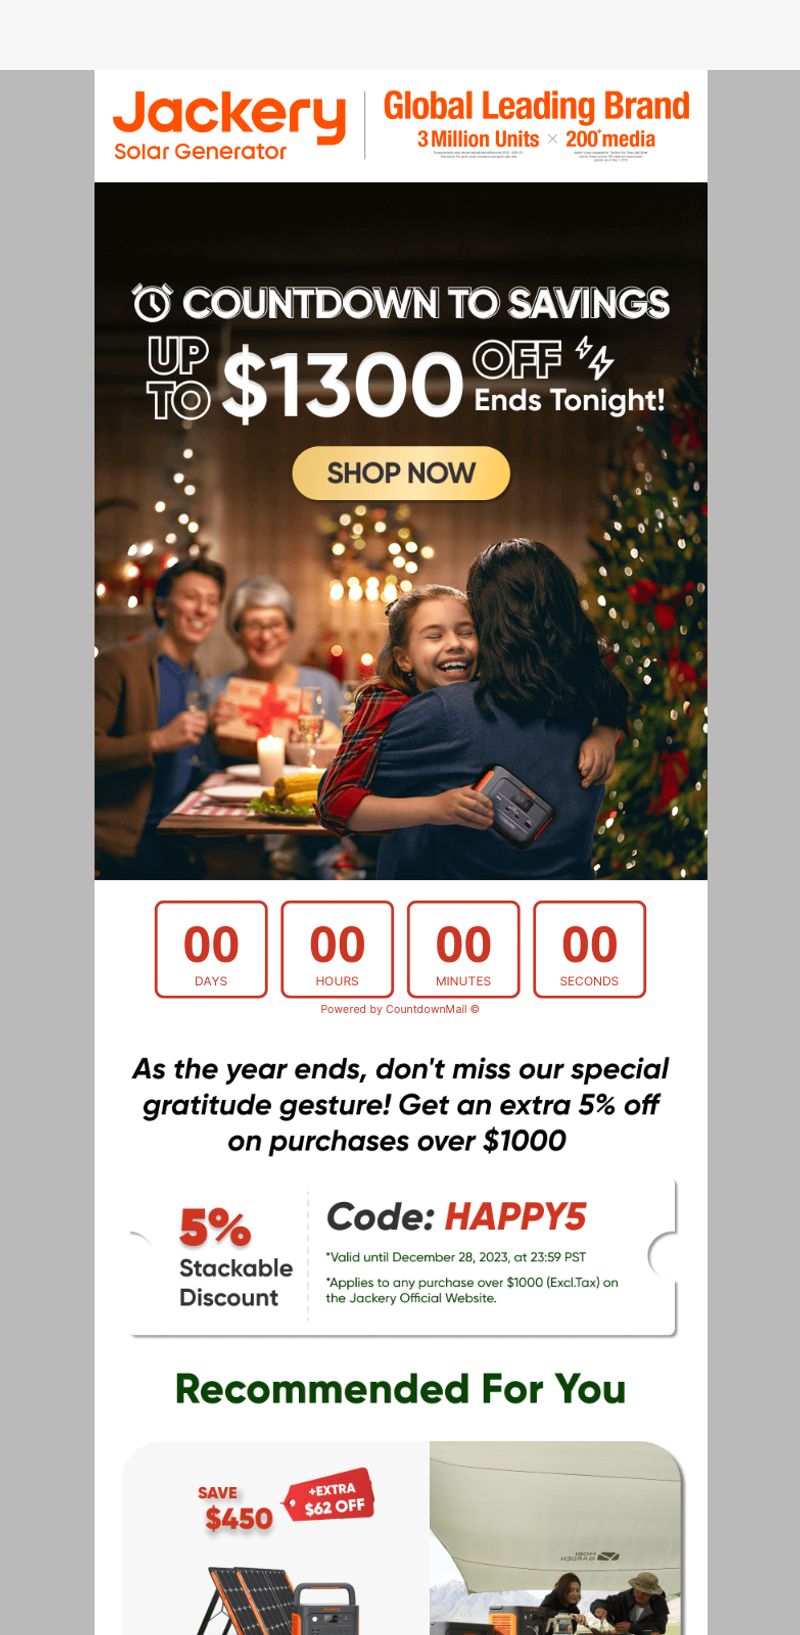 Jackery
Solar Generator
Global Leading Brand
3 Million Units × 200+ media
COUNTDOWN TO SAVINGS
UP TO $1300 OFF
Ends Tonight!
SHOP NOW
00 00 00 00
DAYS HOURS MINUTES SECONDS
Powered by CountdownMail ©
As the year ends, don't miss our special
gratitude gesture! Get an extra 5% off
on purchases over $1000
5%
Stackable
Discount
Code: HAPPY5
*Valid until December 28, 2023, at 23:59 PST
*Applies to any purchase over $1000 (Excl.Tax) on
the Jackery Official Website.
Recommended For You
SAVE
$450
+EXTRA
$62 OFF